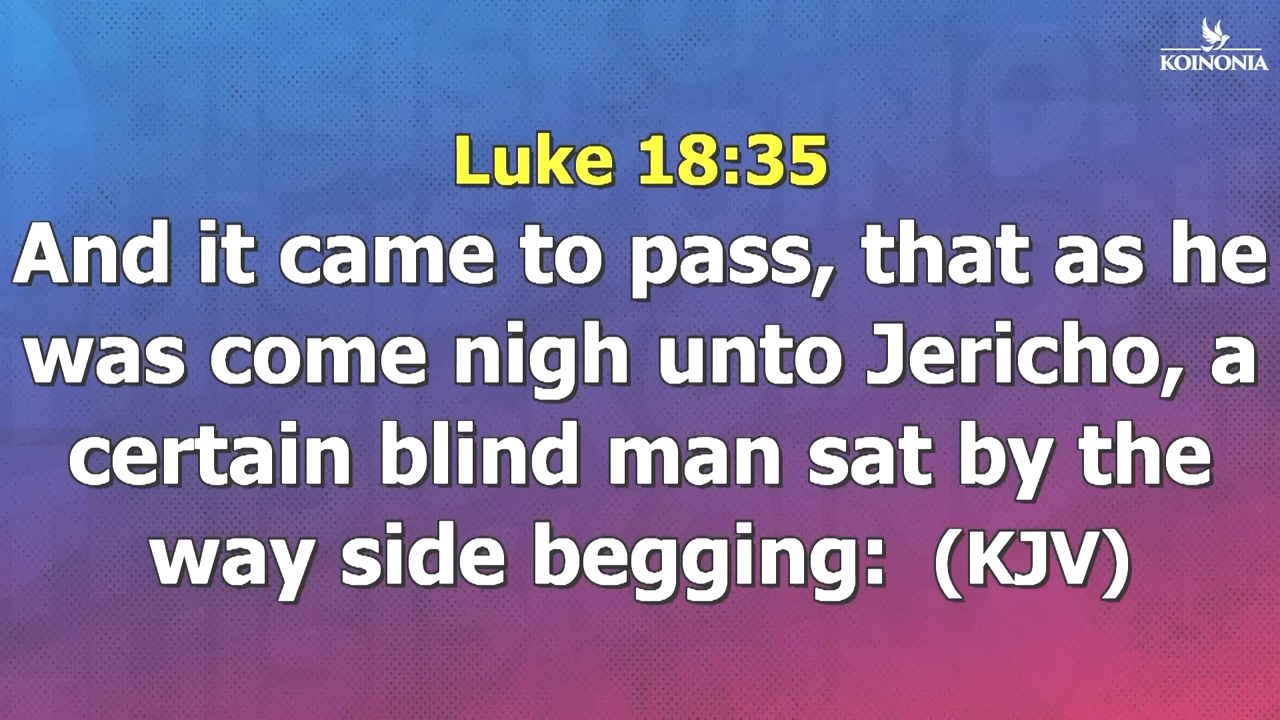 KOINONIA
Luke 18:35
And it came to pass, that as he
was come nigh unto Jericho, a
certain blind man sat by the
way side begging: (KJV)